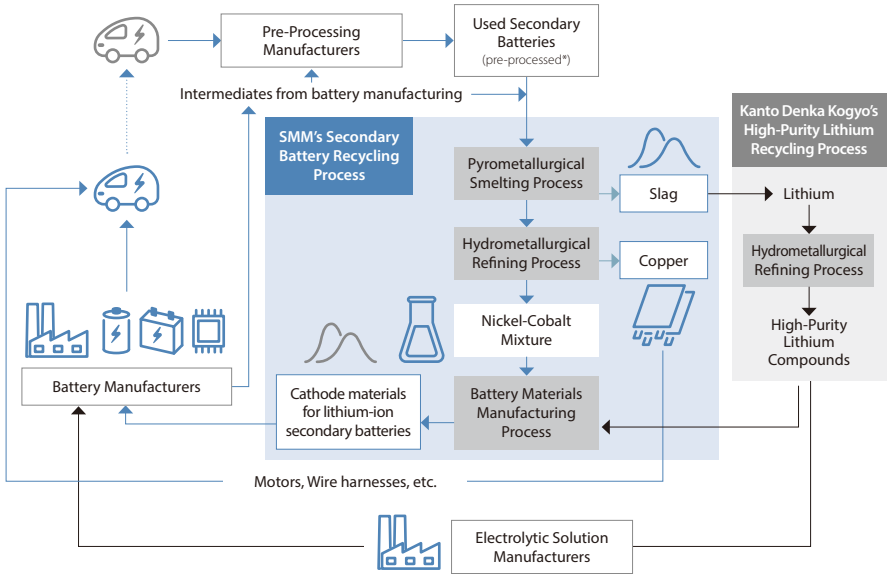 Pre-Processing
Manufacturers
Used Secondary
Batteries
(pre-processed*)
Intermediates from battery manufacturing
SMM's Secondary
Battery Recycling
Process
Kanto Denka Kogyo's
High-Purity Lithium
Recycling Process
Pyrometallurgical
Smelting Process
Slag
Lithium
Hydrometallurgical
Refining Process
Copper
Hydrometallurgical
Refining Process
Nickel-Cobalt
Mixture
High-Purity
Lithium
Compounds
Battery Manufacturers
Cathode materials
for lithium-ion
secondary batteries
Battery Materials
Manufacturing
Process
Motors, Wire harnesses, etc.
Electrolytic Solution
Manufacturers